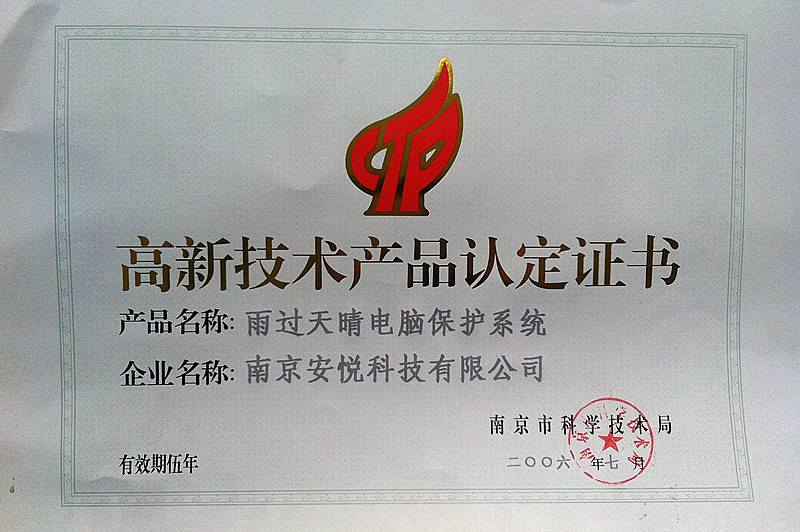 高新技术产品认定证书
产品名称: 雨过天晴电脑保护系统
企业名称: 南京安悦科技有限公司
南京市科学技术局
有效期伍年
二〇〇六年七月